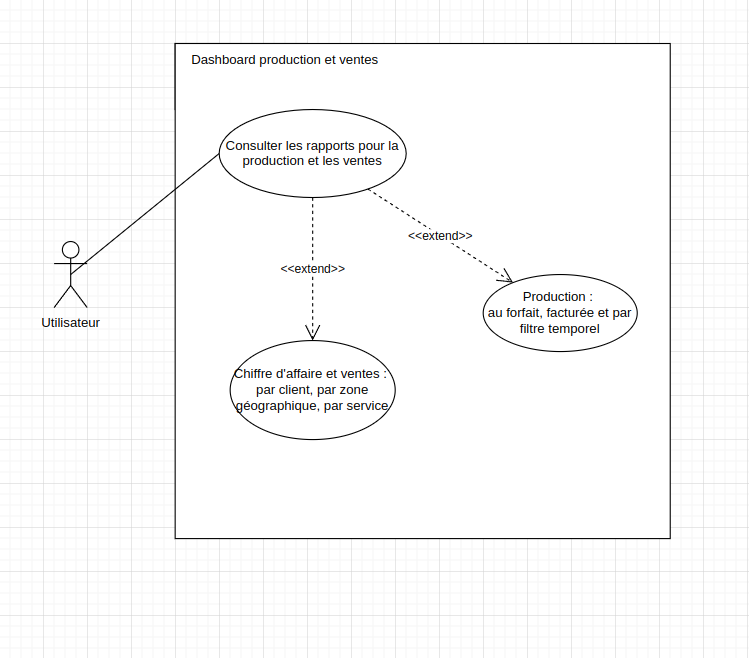 Dashboard production et ventes
Consulter les rapports pour la
production et les ventes
<<extend>>
<<extend>>
Production :
au forfait, facturée et par
filtre temporel
Utilisateur
Chiffre d'affaire et ventes :
par client, par zone
géographique, par service